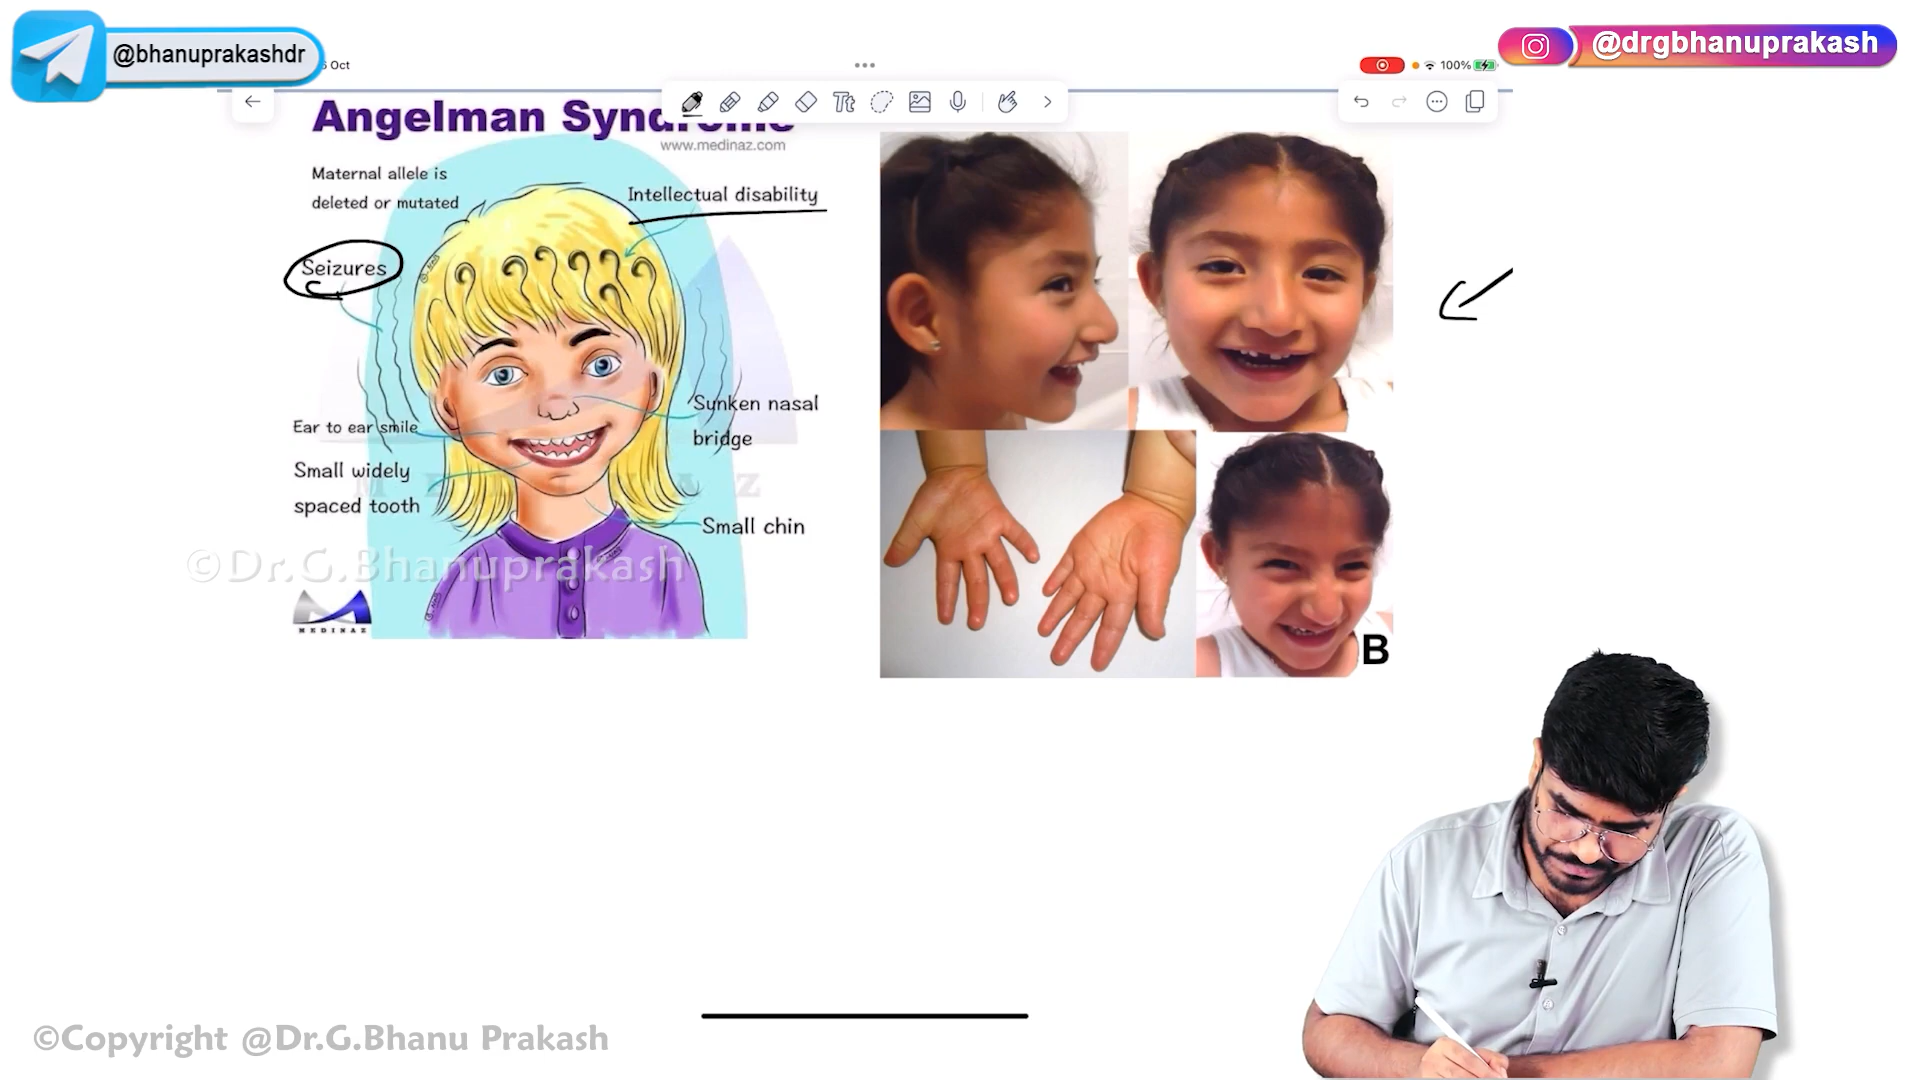 @bhanuprakashdr
@drgbhanuprakash
Oct
100%
Angelman Syndrome
www.medinaz.com
Maternal allele is
deleted or mutated
Intellectual disability
Seizures
Sunken nasal
bridge
Ear to ear smile
Small widely
spaced tooth
Small chin
©Dr.G.Bhanuprakash
MEDINAZ
B
©Copyright @Dr.G.Bhanu Prakash